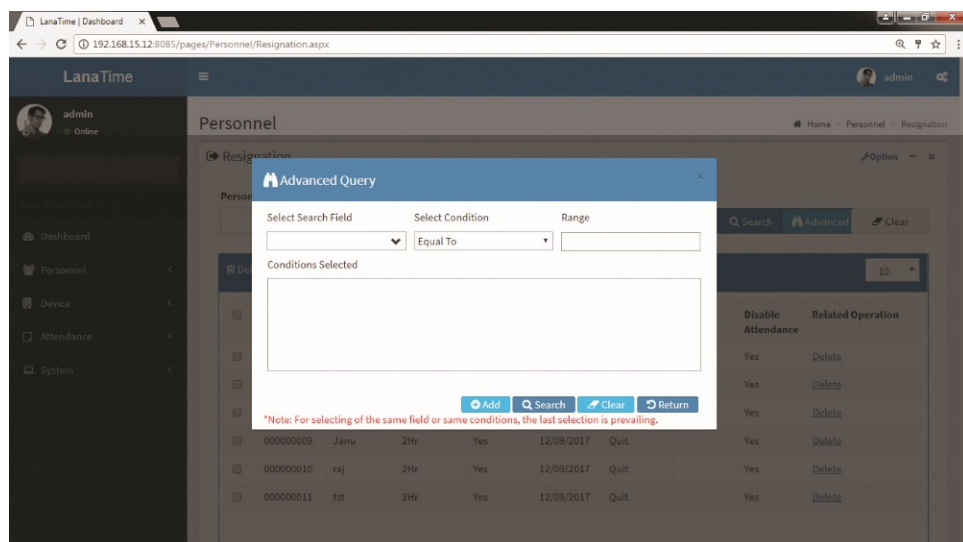 LanaTime | Dashboard
192.168.15.12:8085/pages/Personnel/Resignation.aspx
LanaTime
admin
admin
Online
Personnel
Home Personnel Resignation
Resignation
Option
Advanced Query
Person
Select Search Field Select Condition Range
Search Advanced Clear
Equal To
Dashboard
Conditions Selected
Personnel
Del
10
Device
Disable Attendance Related Operation
Attendance
Yes Delete
System
Yes Delete
Add Search Clear Return
Yes Delete
*Note: For selecting of the same field or same conditions, the last selection is prevailing.
000000009 Janu 2Hr Yes 12/09/2017 Quit Yes Delete
000000010 raj 2Hr Yes 12/09/2017 Quit Yes Delete
000000011 tst 2Hr Yes 12/09/2017 Quit Yes Delete